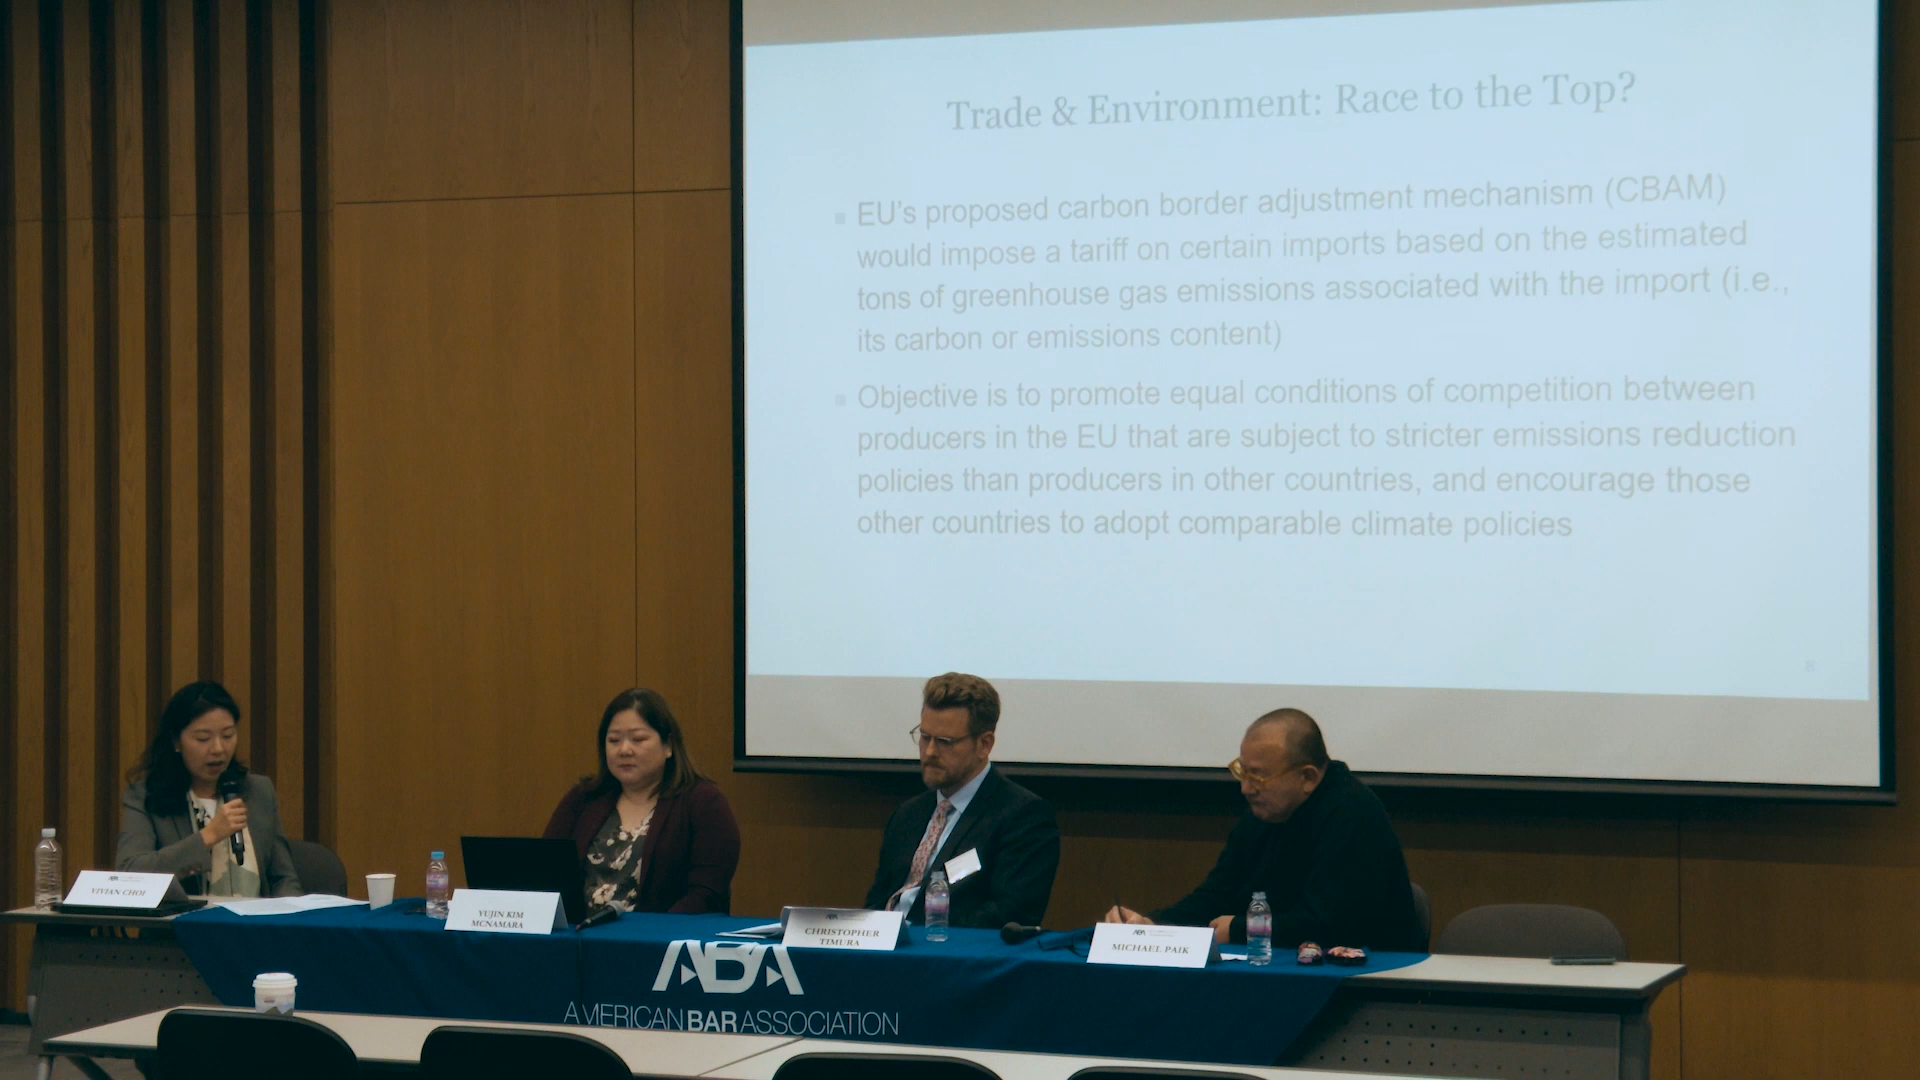 Trade & Environment: Race to the Top?
EU's proposed carbon border adjustment mechanism (CBAM)
would impose a tariff on certain imports based on the estimated
tons of greenhouse gas emissions associated with the import (i.e.,
its carbon or emissions content)
Objective is to promote equal conditions of competition between
producers in the EU that are subject to stricter emissions reduction
policies than producers in other countries, and encourage those
other countries to adopt comparable climate policies
VIVIAN CHOI
YUJIN KIM
MCNAMARA
ABA
CHRISTOPHER
TIMURA
ABA
MICHAEL PAIK
ABA
AMERICAN BAR ASSOCIATION